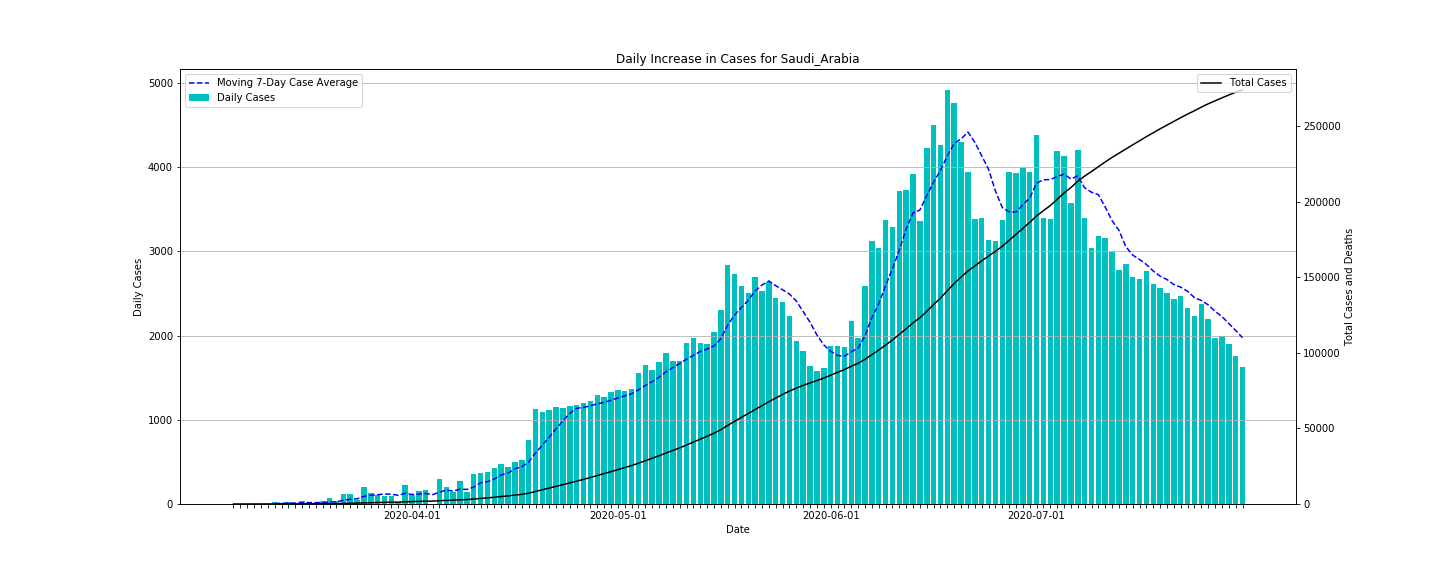 Daily Increase in Cases for Saudi_Arabia
Moving 7-Day Case Average
Daily Cases
Total Cases
5000
4000
3000
2000
1000
0
Daily Cases
250000
200000
150000
100000
50000
0
Total Cases and Deaths
2020-04-01
2020-05-01
2020-06-01
2020-07-01
Date